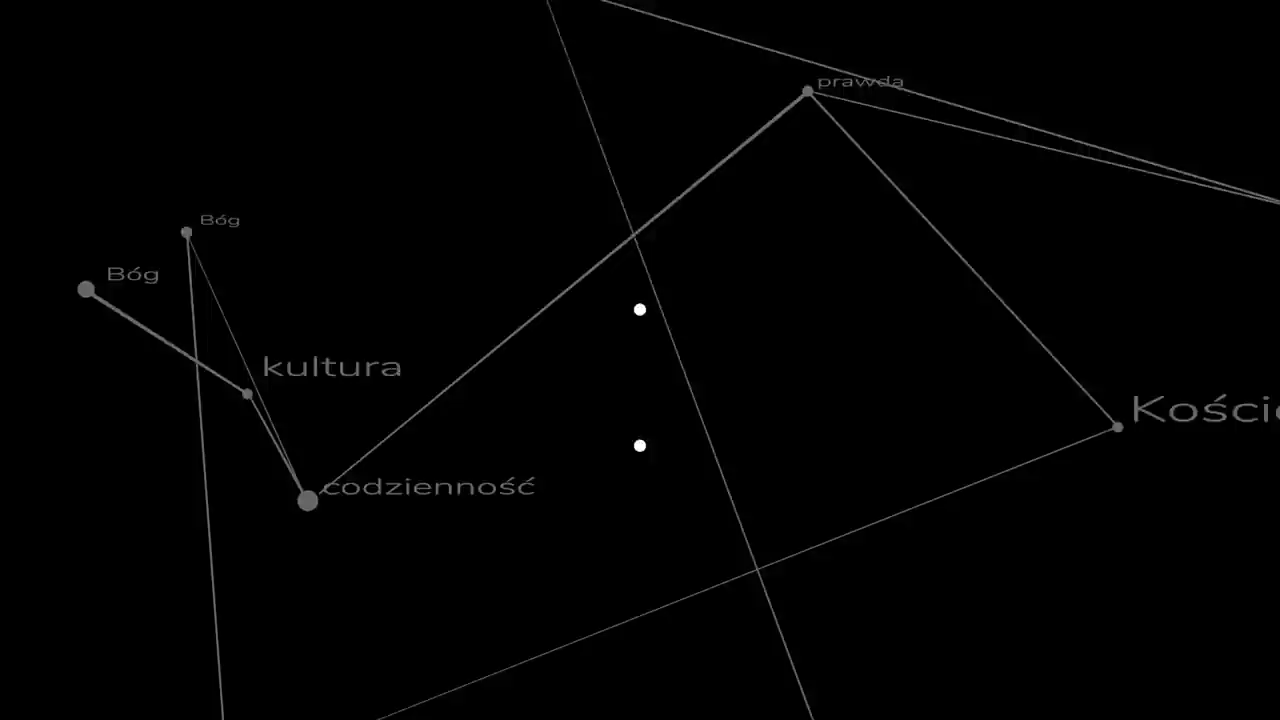 prawda
Bóg
Bóg
kultura
Kości
codzienność